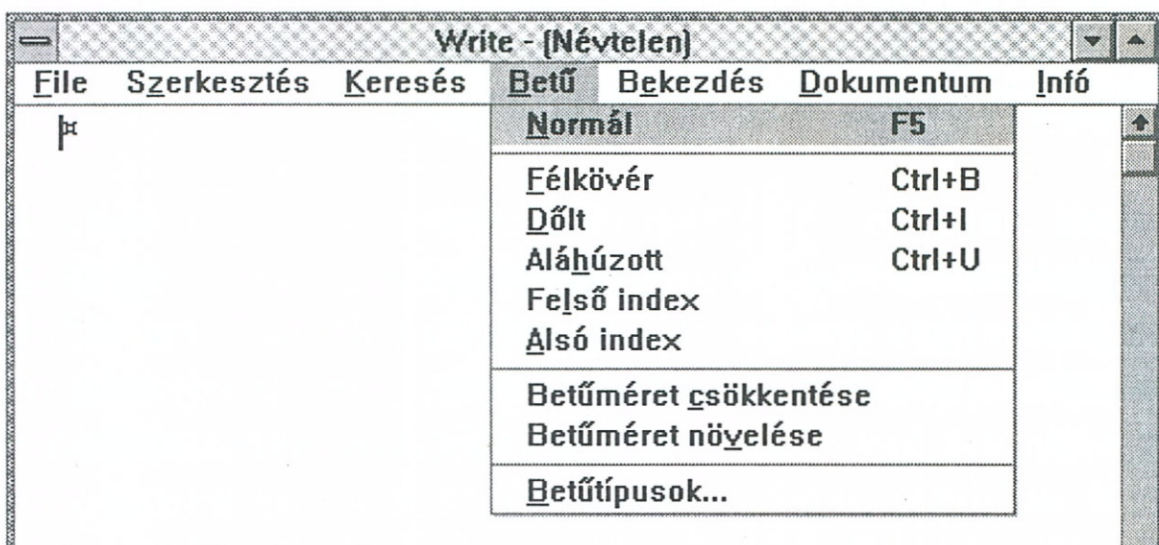 Write - (Névtelen)
File Szerkesztés Keresés Betű Bekezdés Dokumentum Infó
¤
Normál F5
Félkövér Ctrl+B
Dőlt Ctrl+I
Aláhúzott Ctrl+U
Felső index
Alsó index
Betűméret csökkentése
Betűméret növelése
Betűtípusok...